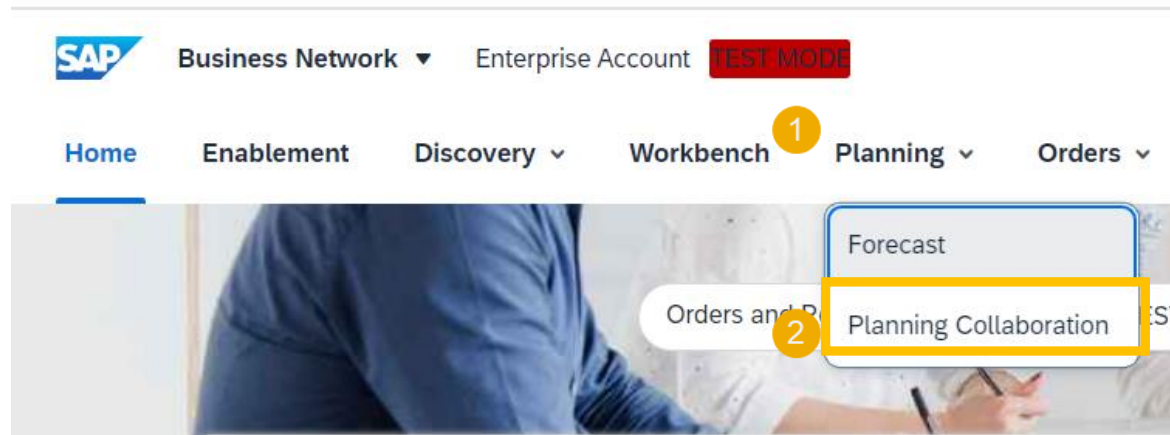 SAP Business Network Enterprise Account TEST MODE
1
Home Enablement Discovery Workbench Planning Orders
Forecast
Orders and
2 Planning Collaboration